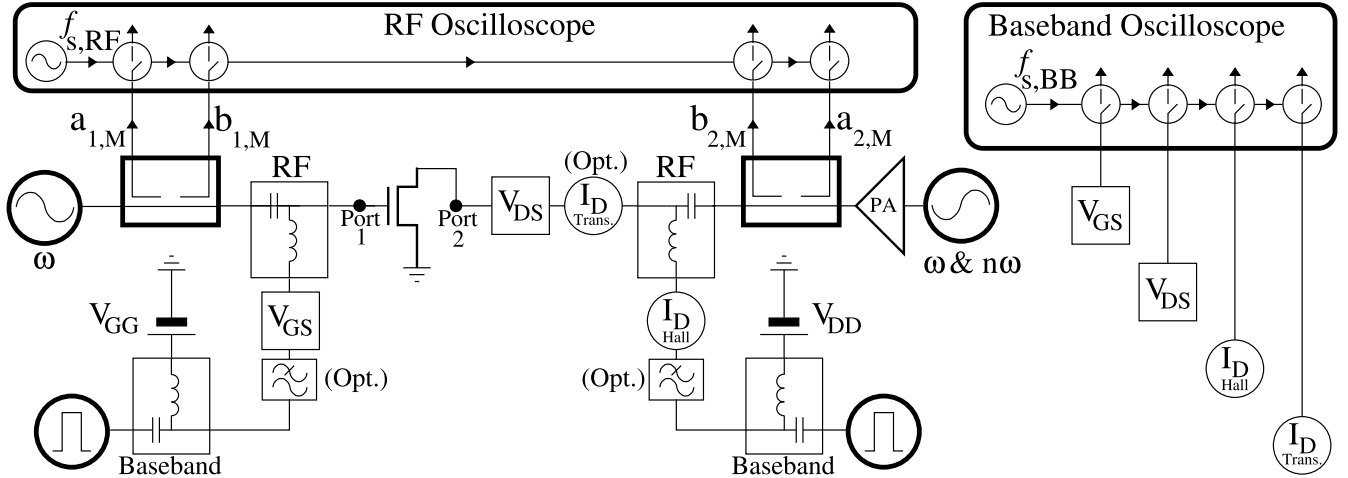 RF Oscilloscope
f s,RF
Baseband Oscilloscope
f s,BB
a 1,M
b 1,M
b 2,M
a 2,M
RF
(Opt.)
RF
V DS
I D Trans.
PA
Port 1
Port 2
ω
ω & nω
V GS
V GG
V GS
I D Hall
V DD
V DS
(Opt.)
(Opt.)
I D Hall
I D Trans.
Baseband
Baseband